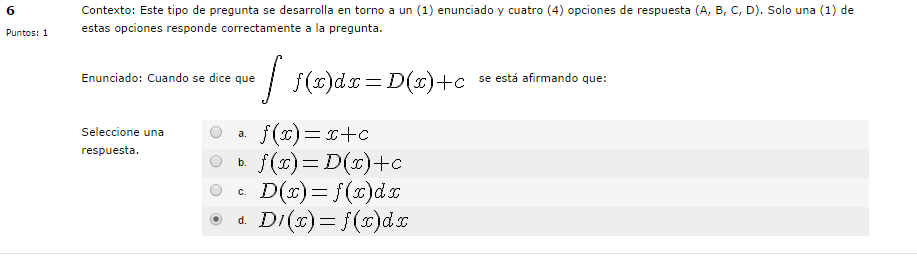 6
Puntos: 1
Contexto: Este tipo de pregunta se desarrolla en torno a un (1) enunciado y cuatro (4) opciones de respuesta (A, B, C, D). Solo una (1) de
estas opciones responde correctamente a la pregunta.
Enunciado: Cuando se dice que ∫ f(x)dx = D(x)+c se está afirmando que:
Seleccione una
respuesta.
a. f(x) = x+c
b. f(x) = D(x)+c
c. D(x) = f(x)dx
d. D/(x) = f(x)dx